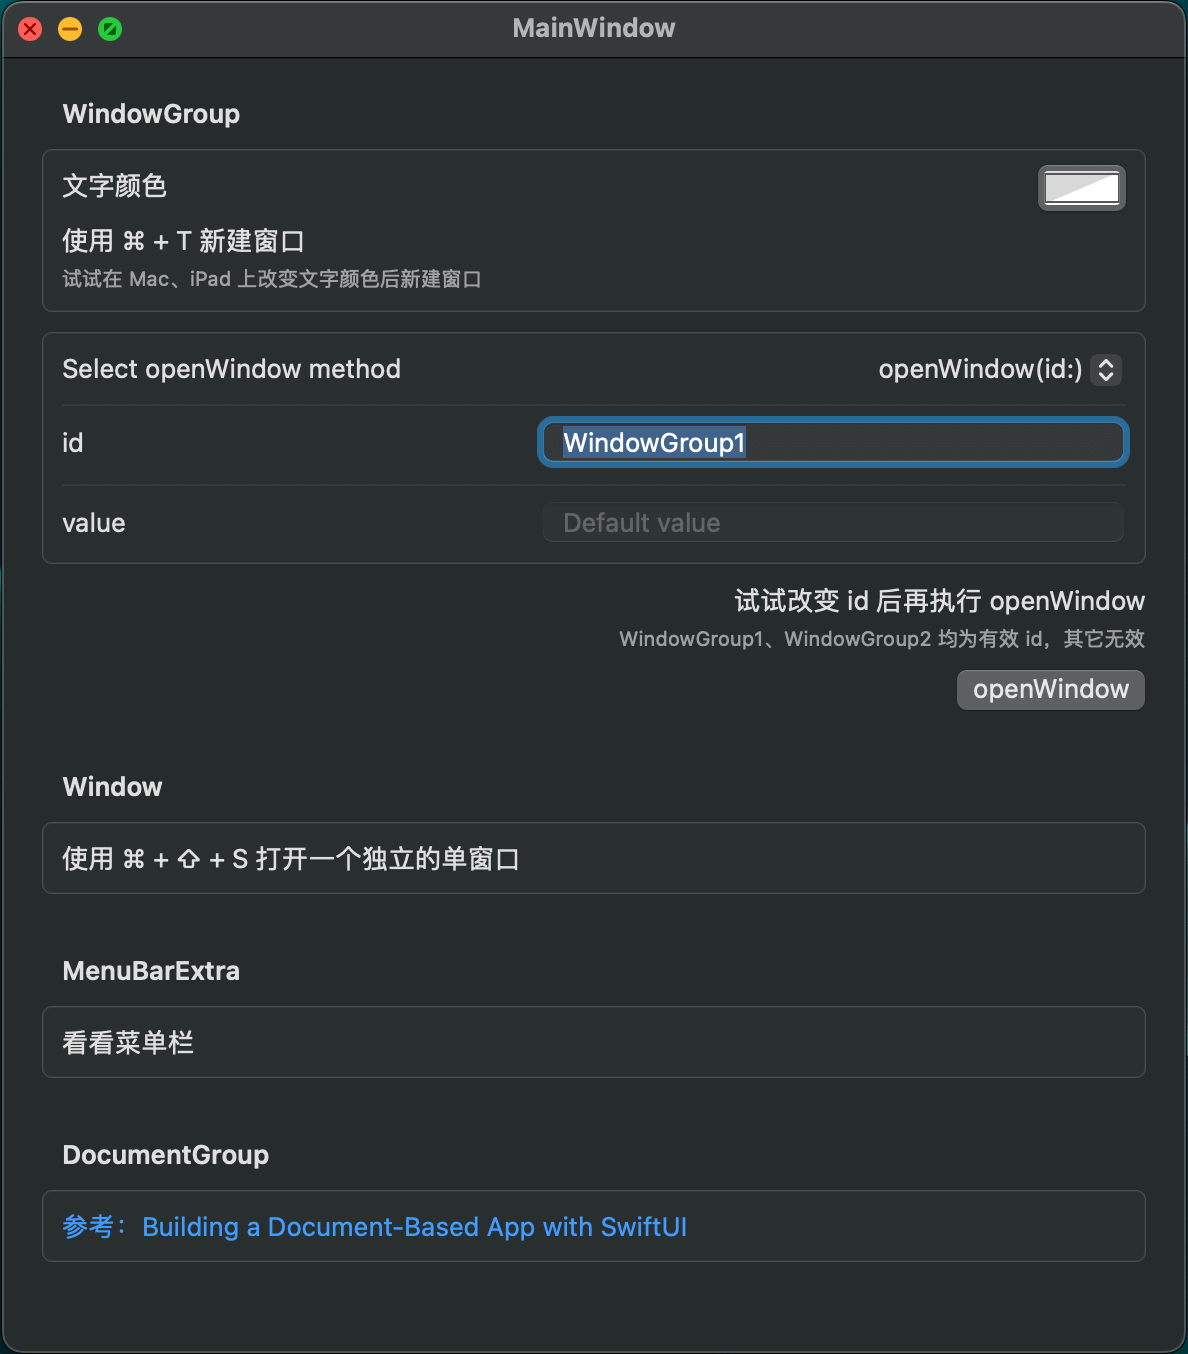 MainWindow
WindowGroup
文字颜色
使用 ⌘ + T 新建窗口
试试在 Mac、iPad 上改变文字颜色后新建窗口
Select openWindow method
openWindow(id:)
id
WindowGroup1
value
Default value
试试改变 id 后再执行 openWindow
WindowGroup1、WindowGroup2 均为有效 id，其它无效
openWindow
Window
使用 ⌘ + ⇧ + S 打开一个独立的单窗口
MenuBarExtra
看看菜单栏
DocumentGroup
参考：Building a Document-Based App with SwiftUI